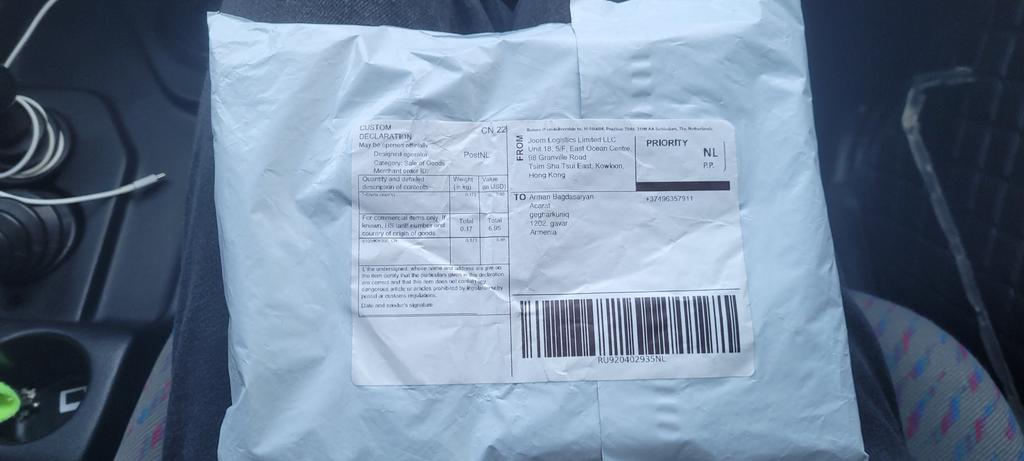 CUSTOM
DECLARATION
CN 22
May be opened officially
Designed operator
PostNL
Category: Sale of Goods
Merchant order ID:
Quantity and detailed
description of contents
Weight
(in kg)
Value
(in USD)
For commercial items only. If
known, HS tariff number and
country of origin of goods
Total
0.17
Total
6.95
I, the undersigned, whose name and address are give on
the item certify that the particulars given in this declaration
are correct and that this item does not contain any
dangerous article or articles prohibited by legislation or by
postal or customs regulations.
Date and sender's signature
The Netherlands
FROM
Joom Logistics Limited LLC
Unit 18, 5/F, East Ocean Centre,
98 Granville Road
Tsim Sha Tsui East, Kowloon,
Hong Kong
PRIORITY
NL
P.P.
TO
Arman Bagdasaryan
Acarat
gegharkuniq
1202, gavar
Armenia
+37496357911
RU920402935NL